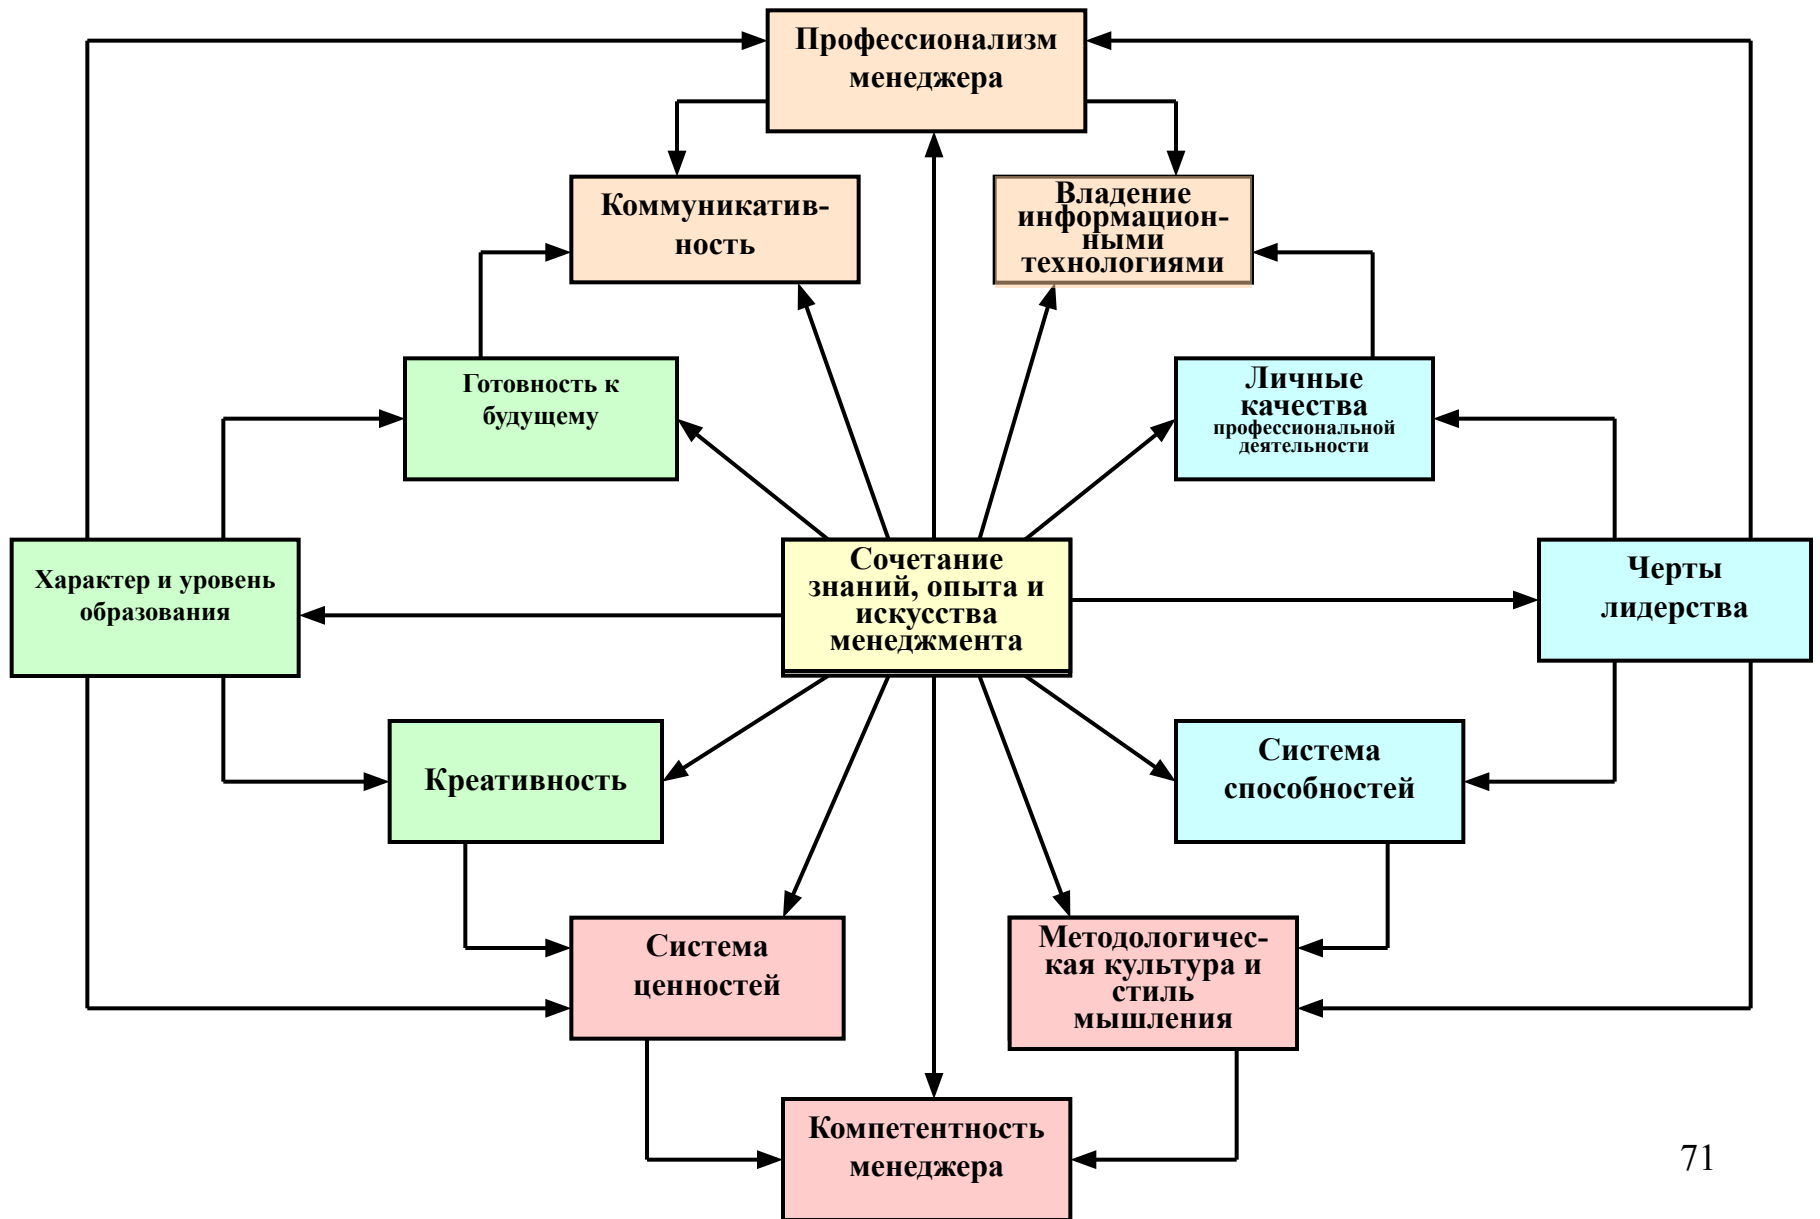 Профессионализм
менеджера
Коммуникатив-
ность
Владение
информацион-
ными
технологиями
Готовность к
будущему
Личные
качества
профессиональной
деятельности
Характер и уровень
образования
Сочетание
знаний, опыта и
искусства
менеджмента
Черты
лидерства
Креативность
Система
способностей
Система
ценностей
Методологичес-
кая культура и
стиль
мышления
Компетентность
менеджера
71